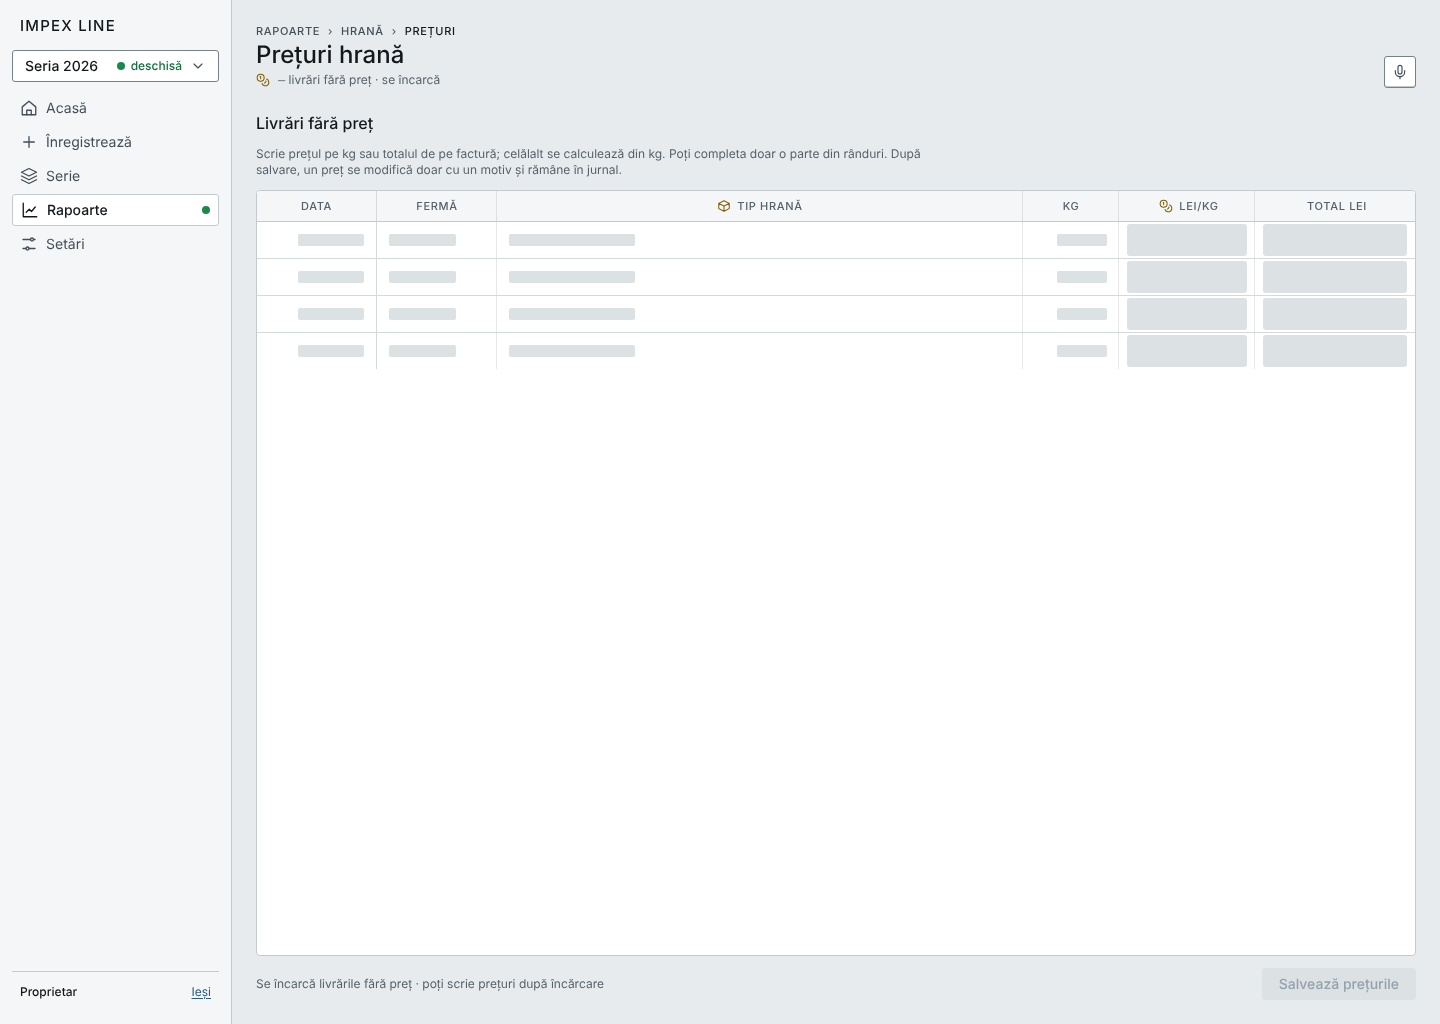 IMPEX LINE
Seria 2026 deschisă
Acasă
Înregistrează
Serie
Rapoarte
Setări
Proprietar Ieși
RAPOARTE › HRANĂ › PREȚURI
Prețuri hrană
– livrări fără preț · se încarcă
Livrări fără preț
Scrie prețul pe kg sau totalul de pe factură; celălalt se calculează din kg. Poți completa doar o parte din rânduri. După
salvare, un preț se modifică doar cu un motiv și rămâne în jurnal.
DATA FERMĂ TIP HRANĂ KG LEI/KG TOTAL LEI
Se încarcă livrările fără preț · poți scrie prețuri după încărcare
Salvează prețurile